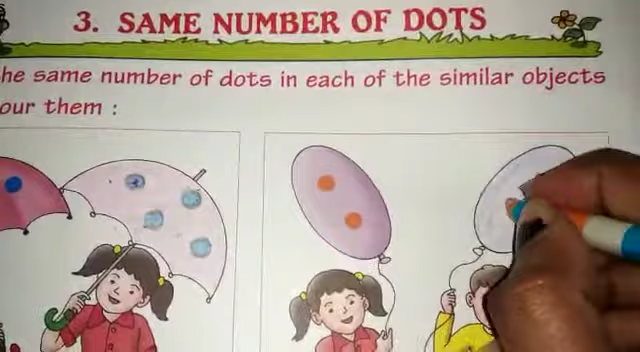 3. SAME NUMBER OF DOTS
he same number of dots in each of the similar objects
our them :